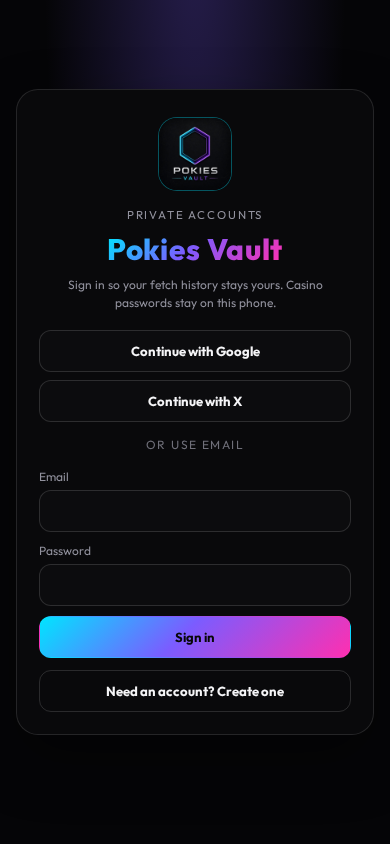 POKIES
VAULT
PRIVATE ACCOUNTS
Pokies Vault
Sign in so your fetch history stays yours. Casino
passwords stay on this phone.
Continue with Google
Continue with X
OR USE EMAIL
Email
Password
Sign in
Need an account? Create one